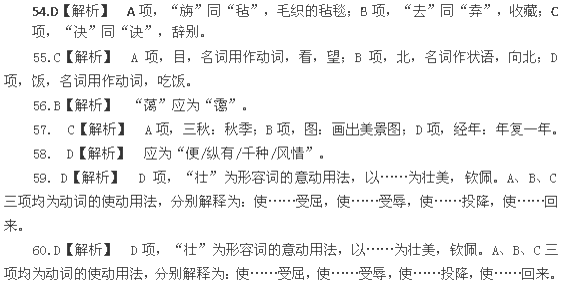 54.D【解析】 A 项，“旃”同“毡”，毛织的毡毯；B 项，“去”同“弆”，收藏；C
项，“决”同“诀”，辞别。
55.C【解析】 A 项，目，名词用作动词，看，望；B 项，北，名词作状语，向北；D
项，饭，名词用作动词，吃饭。
56.B【解析】 “蔼”应为“霭”。
57. C【解析】 A项，三秋：秋季；B项，图：画出美景图；D项，经年：年复一年。
58. D【解析】 应为“便/纵有/千种/风情”。
59. D【解析】 D 项，“壮”为形容词的意动用法，以……为壮美，钦佩。A、B、C
三项均为动词的使动用法，分别解释为：使……受屈，使……受辱，使……投降，使……回
来。
60.D【解析】 D项，“壮”为形容词的意动用法，以……为壮美，钦佩。A、B、C三
项均为动词的使动用法，分别解释为：使……受屈，使……受辱，使……投降，使……回来。